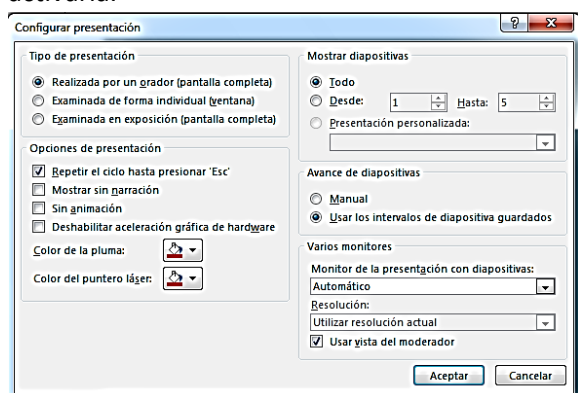 Configurar presentación
Tipo de presentación
Realizada por un orador (pantalla completa)
Examinada de forma individual (ventana)
Examinada en exposición (pantalla completa)
Opciones de presentación
Repetir el ciclo hasta presionar 'Esc'
Mostrar sin narración
Sin animación
Deshabilitar aceleración gráfica de hardware
Color de la pluma:
Color del puntero láser:
Mostrar diapositivas
Todo
Desde: 1 Hasta: 5
Presentación personalizada:
Avance de diapositivas
Manual
Usar los intervalos de diapositiva guardados
Varios monitores
Monitor de la presentación con diapositivas:
Automático
Resolución:
Utilizar resolución actual
Usar vista del moderador
Aceptar Cancelar